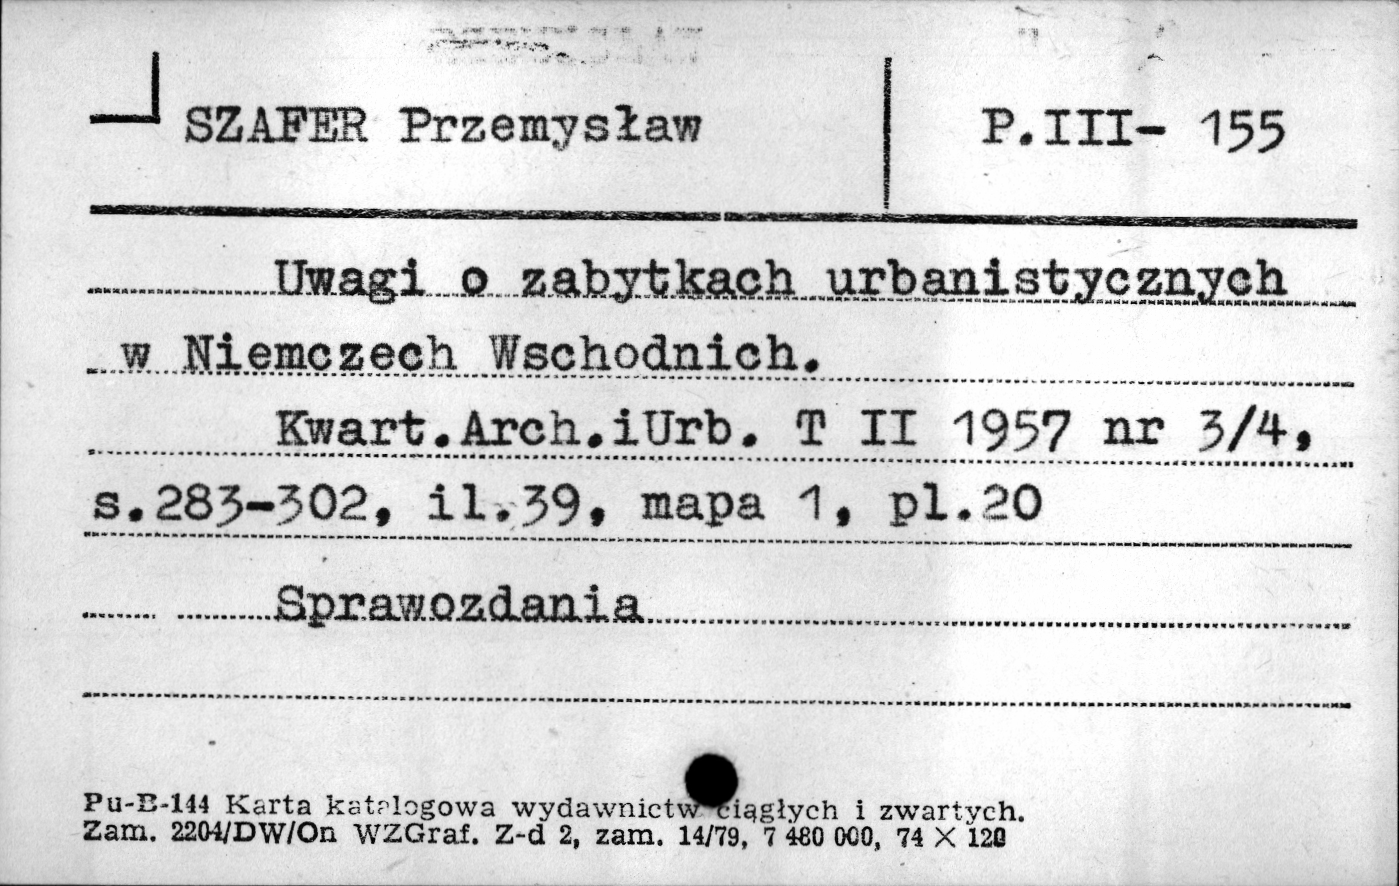 SZAFER Przemysław
P.III- 155
Uwagi o zabytkach urbanistycznych
w Niemczech Wschodnich.
Kwart.Arch.iUrb. T II 1957 nr 3/4,
s.283-302, il.39, mapa 1, pl.20
Sprawozdania
Pu-B-144 Karta katalogowa wydawnictw ciągłych i zwartych.
Zam. 2204/DW/On WZGraf. Z-d 2, zam. 14/79, 7 480 000, 74 X 120